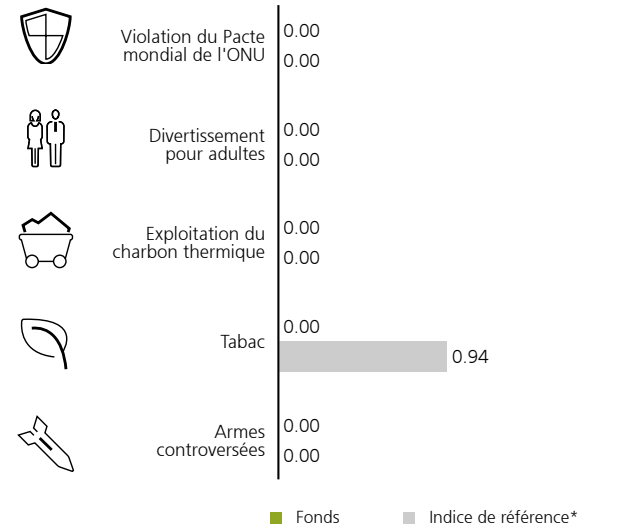 Violation du Pacte
mondial de l'ONU
0.00
0.00
Divertissement
pour adultes
0.00
0.00
Exploitation du
charbon thermique
0.00
0.00
Tabac
0.00
0.94
Armes
controversées
0.00
0.00
Fonds
Indice de référence*